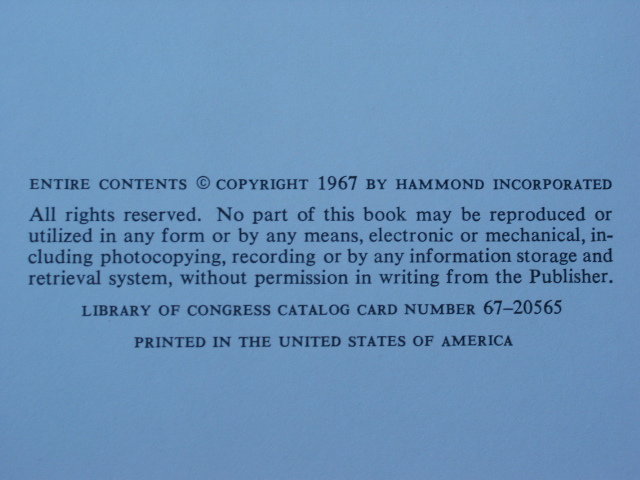 ENTIRE CONTENTS © COPYRIGHT 1967 BY HAMMOND INCORPORATED
All rights reserved. No part of this book may be reproduced or
utilized in any form or by any means, electronic or mechanical, in-
cluding photocopying, recording or by any information storage and
retrieval system, without permission in writing from the Publisher.
LIBRARY OF CONGRESS CATALOG CARD NUMBER 67–20565
PRINTED IN THE UNITED STATES OF AMERICA